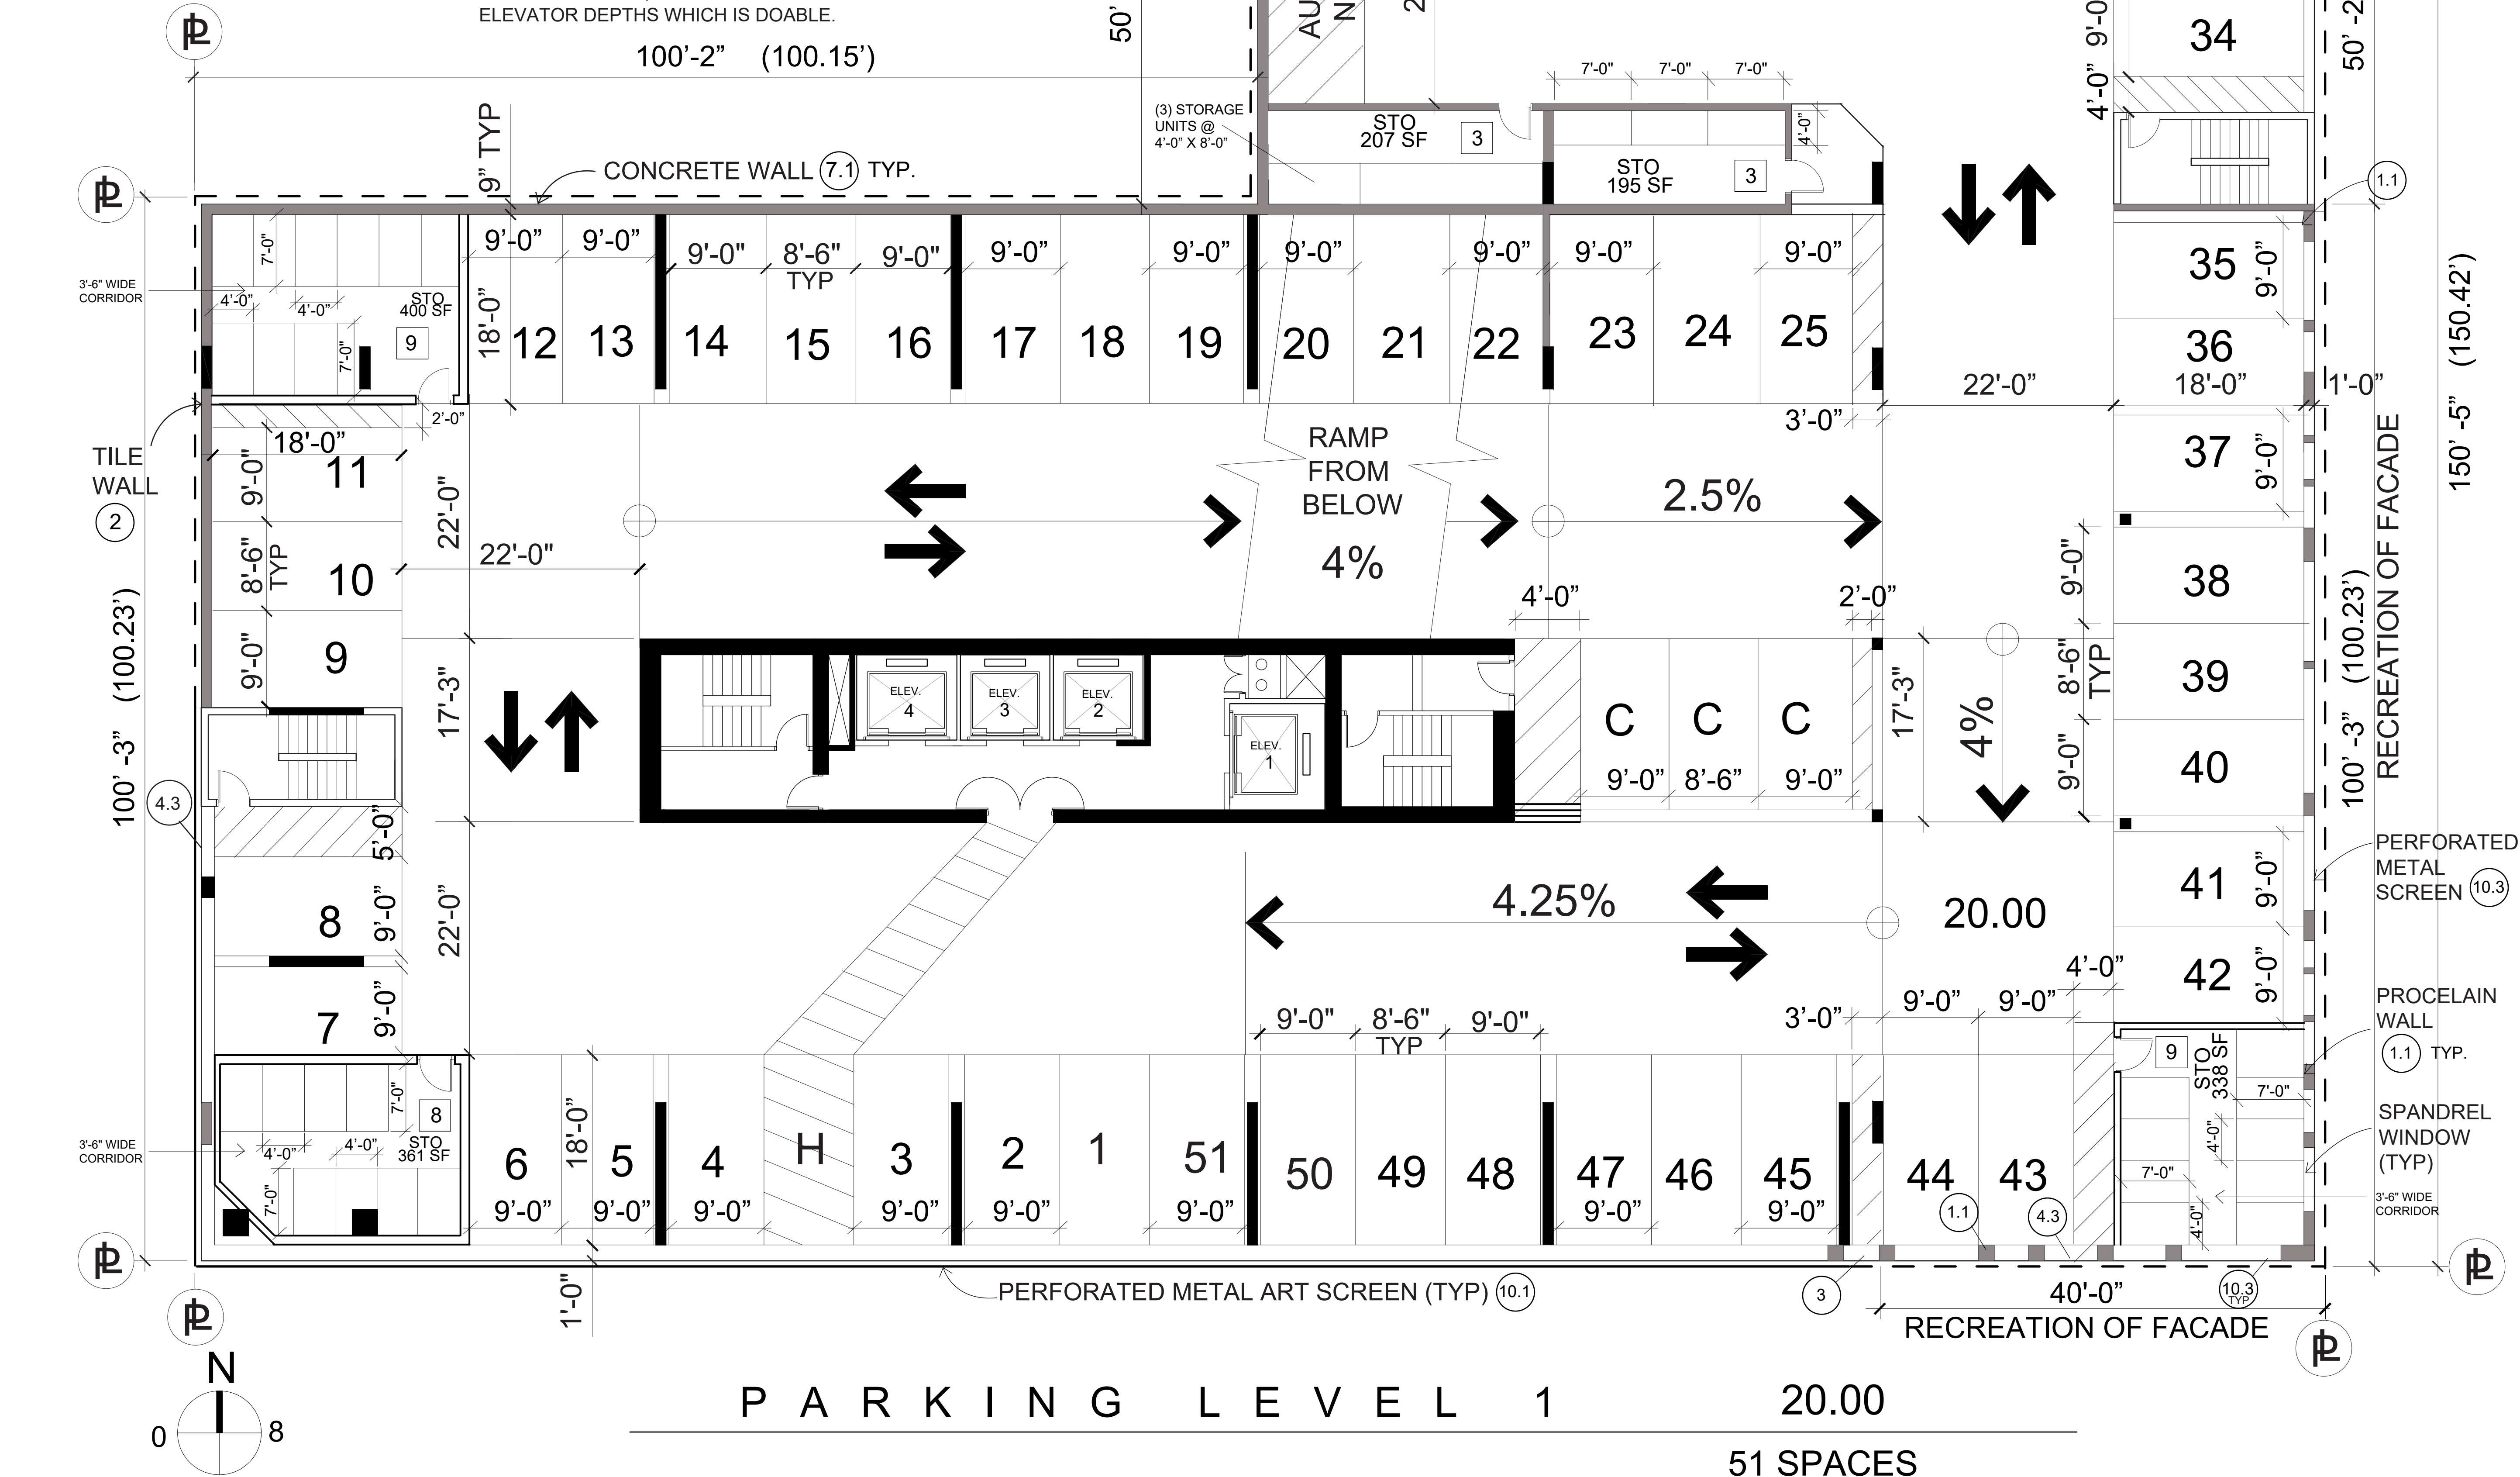 ELEVATOR DEPTHS WHICH IS DOABLE.
PL
100’-2” (100.15’)
50’
AU
N
2
9’-0”
34
50’ -2
7'-0" 7'-0" 7'-0"
(3) STORAGE
UNITS @
4’-0” X 8’-0”
STO
207 SF
3
STO
195 SF
3
4’-0”
4’-0”
9” TYP
CONCRETE WALL 7.1 TYP.
PL
1.1
7’-0”
3'-6" WIDE
CORRIDOR
4’-0”
4’-0”
STO
400 SF
9
7’-0”
18’-0”
9’-0” 9’-0” 9’-0" 8’-6" 9’-0" 9’-0” 9’-0” 9’-0” 9’-0” 9’-0” 9’-0”
TYP
12 13 14 15 16 17 18 19 20 21 22 23 24 25
35
9’-0”
36
22’-0” 18’-0” 1’-0”
150’ -5” (150.42’)
2’-0”
3’-0”
TILE
WALL
2
18’-0”
11
9’-0”
22’-0”
RAMP
FROM
BELOW
4%
2.5%
37
9’-0”
RECREATION OF FACADE
10
8’-6”
TYP
22’-0”
38
9’-0”
100’ -3” (100.23’)
9
9’-0”
4’-0”
2’-0”
39
8’-6”
TYP
100’ -3” (100.23’)
17’-3”
ELEV.
4
ELEV.
3
ELEV.
2
ELEV.
1
C C C
9’-0” 8’-6” 9’-0”
17’-3”
4%
40
9’-0”
4.3
5’-0”
8
9’-0”
22’-0”
4.25%
20.00
41
9’-0”
PERFORATED
METAL
SCREEN 10.3
7
9’-0”
4’-0”
42
9’-0”
9’-0” 8’-6” 9’-0”
TYP
3’-0”
9’-0” 9’-0”
PROCELAIN
WALL
1.1 TYP.
9
STO
338 SF
7'-0"
4’-0”
7'-0"
4’-0”
SPANDREL
WINDOW
(TYP)
3'-6" WIDE
CORRIDOR
7’-0”
8
STO
361 SF
3'-6" WIDE
CORRIDOR
4’-0”
4’-0”
7’-0”
6 18’-0” 5 4 H 3 2 1 51 50 49 48 47 46 45 44 43
9’-0” 9’-0” 9’-0” 9’-0” 9’-0” 9’-0” 9’-0” 9’-0”
1.1
4.3
PL
1’-0”
PERFORATED METAL ART SCREEN (TYP) 10.1
3
40’-0”
10.3
TYP
PL
PL
RECREATION OF FACADE
PL
N
0 8
PARKING LEVEL 1 20.00
51 SPACES